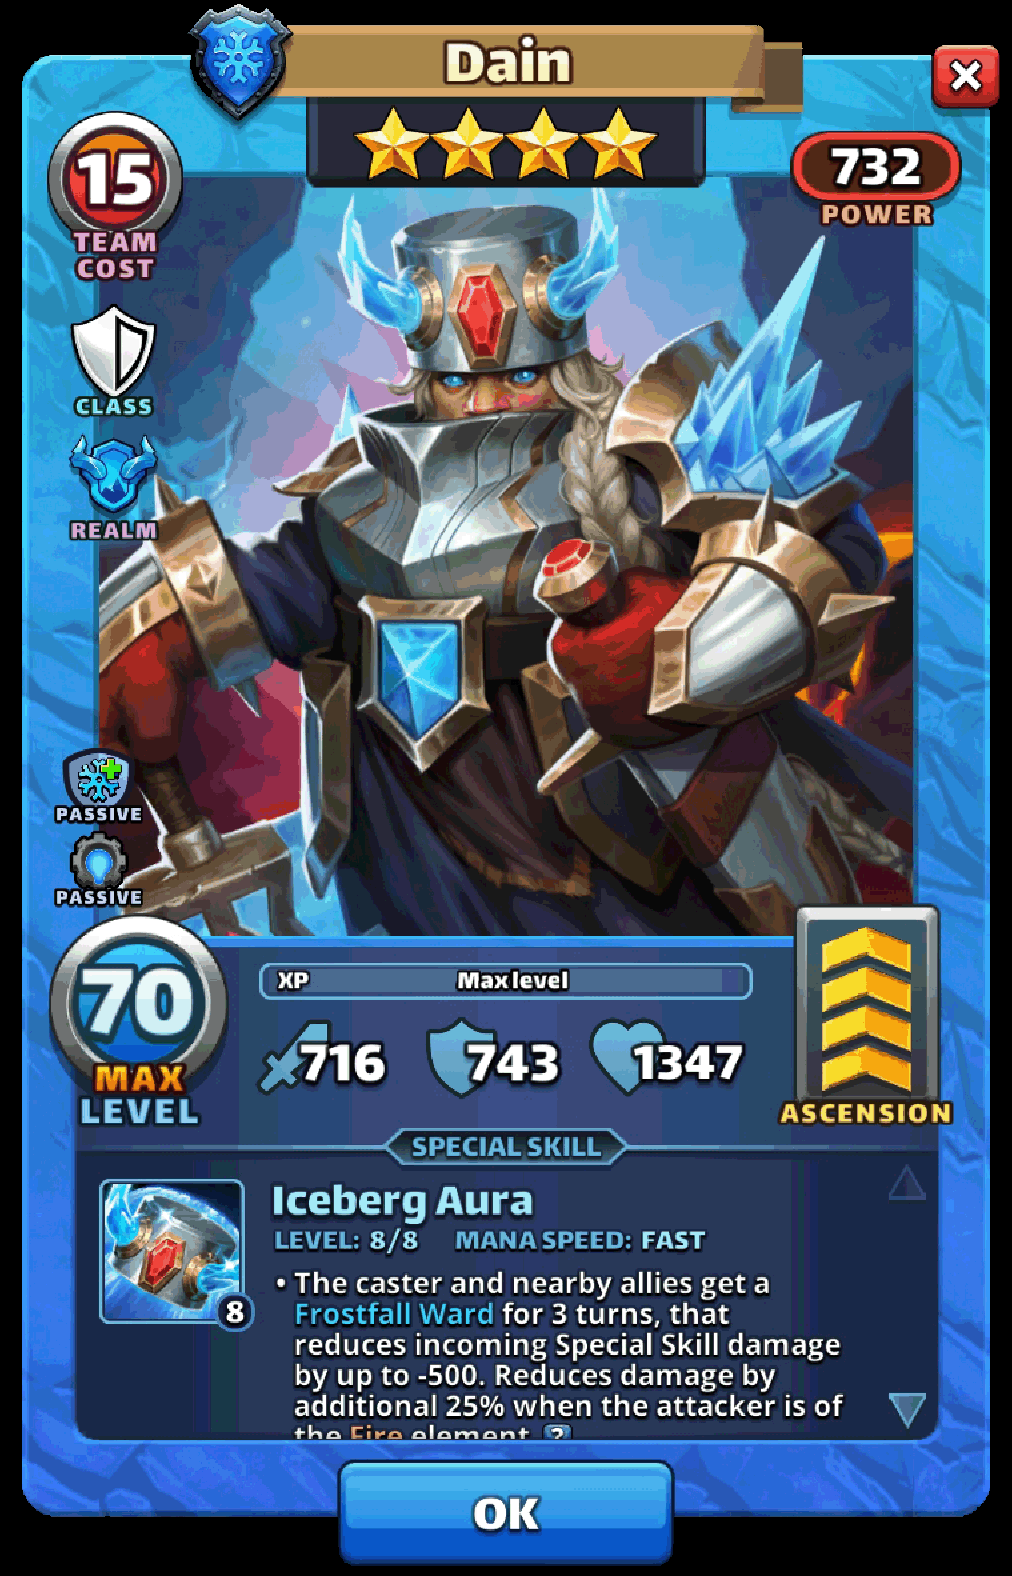 Dain
15
TEAM
COST
732
POWER
CLASS
REALM
PASSIVE
PASSIVE
70
MAX
LEVEL
XP Max level
716 743 1347
ASCENSION
SPECIAL SKILL
Iceberg Aura
LEVEL: 8/8 MANA SPEED: FAST
8
• The caster and nearby allies get a
Frostfall Ward for 3 turns, that
reduces incoming Special Skill damage
by up to -500. Reduces damage by
additional 25% when the attacker is of
the Fire element. ?
OK